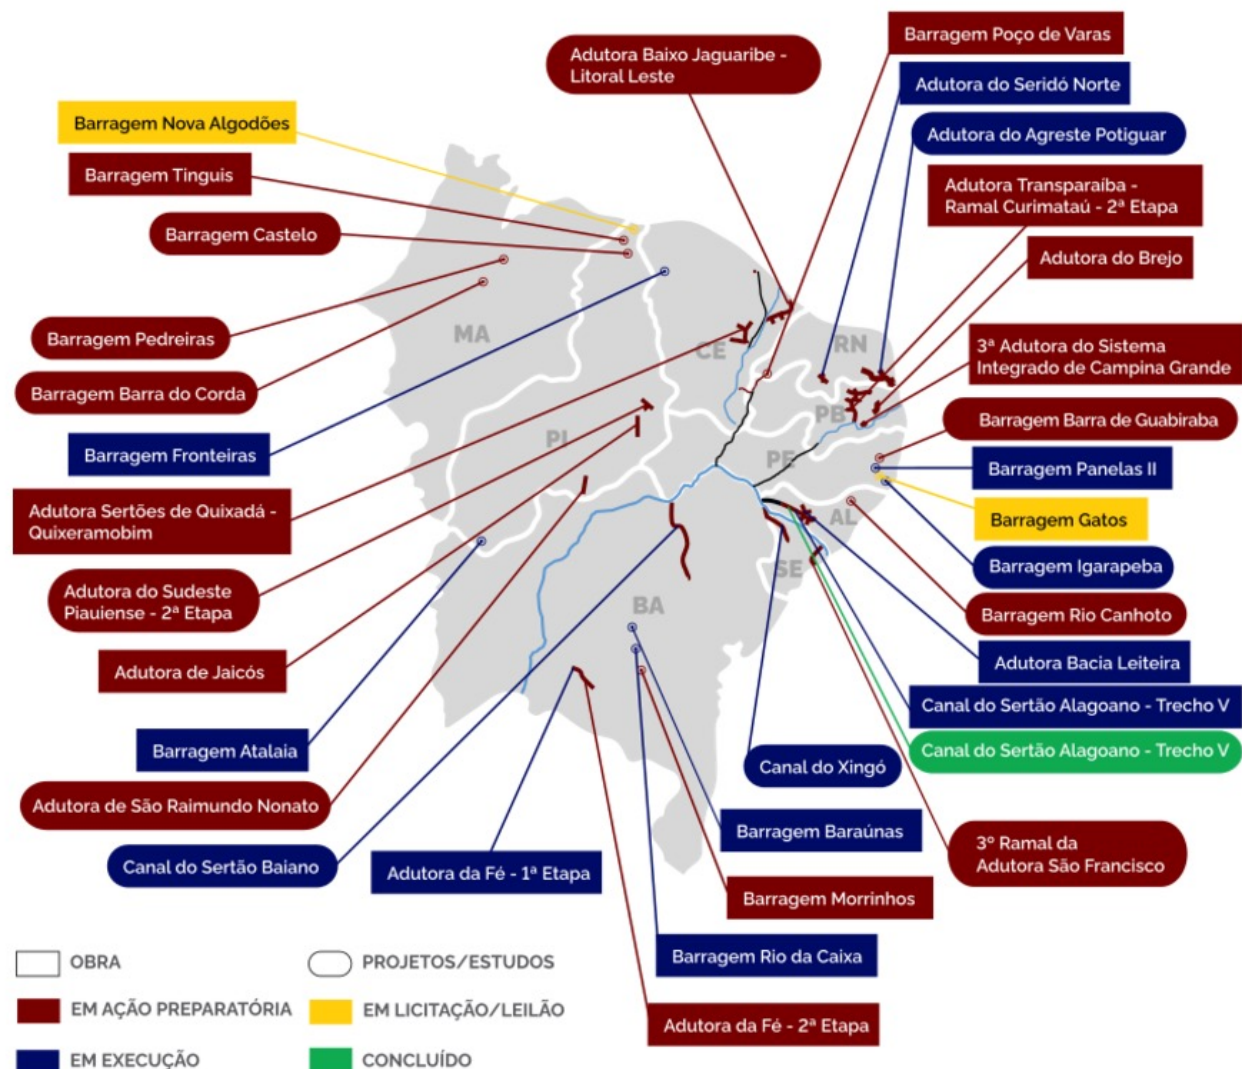 Barragem Poço de Varas
Adutora Baixo Jaguaribe -
Litoral Leste
Adutora do Seridó Norte
Barragem Nova Algodões
Adutora do Agreste Potiguar
Barragem Tinguis
Adutora Transparaíba -
Ramal Curimataú - 2ª Etapa
Barragem Castelo
Adutora do Brejo
Barragem Pedreiras
MA
CE
RN
3ª Adutora do Sistema
Integrado de Campina Grande
Barragem Barra do Corda
PB
Barragem Barra de Guabiraba
PI
PE
Barragem Fronteiras
Barragem Panelas II
Adutora Sertões de Quixadá -
Quixeramobim
AL
Barragem Gatos
Barragem Igarapeba
SE
Adutora do Sudeste
Piauiense - 2ª Etapa
BA
Barragem Rio Canhoto
Adutora de Jaicós
Adutora Bacia Leiteira
Canal do Sertão Alagoano - Trecho V
Barragem Atalaia
Canal do Sertão Alagoano - Trecho V
Canal do Xingó
Adutora de São Raimundo Nonato
Barragem Baraúnas
3º Ramal da
Adutora São Francisco
Canal do Sertão Baiano
Adutora da Fé - 1ª Etapa
Barragem Morrinhos
Barragem Rio da Caixa
Adutora da Fé - 2ª Etapa
OBRA
PROJETOS/ESTUDOS
EM AÇÃO PREPARATÓRIA
EM LICITAÇÃO/LEILÃO
EM EXECUÇÃO
CONCLUÍDO